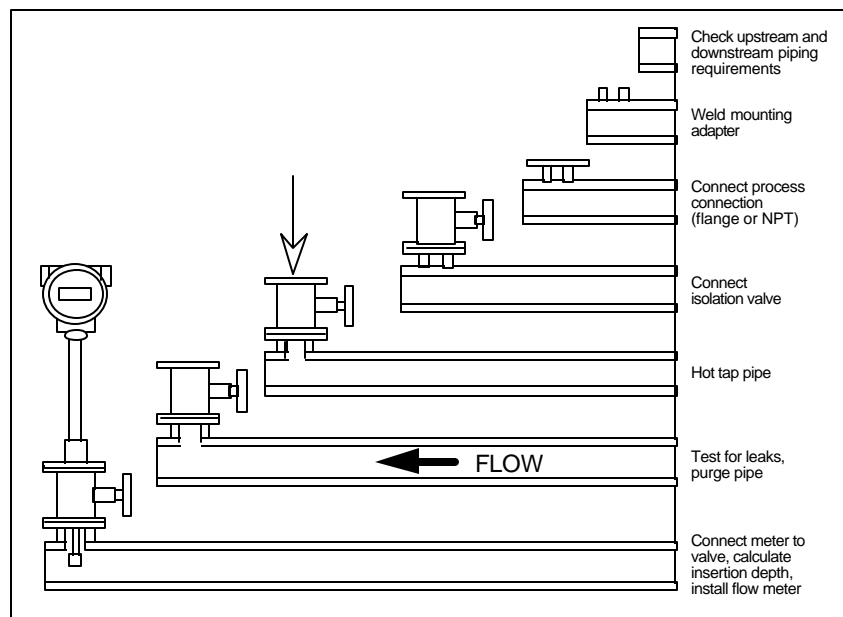 Check upstream and
downstream piping
requirements
Weld mounting
adapter
Connect process
connection
(flange or NPT)
Connect
isolation valve
Hot tap pipe
FLOW
Test for leaks,
purge pipe
Connect meter to
valve, calculate
insertion depth,
install flow meter